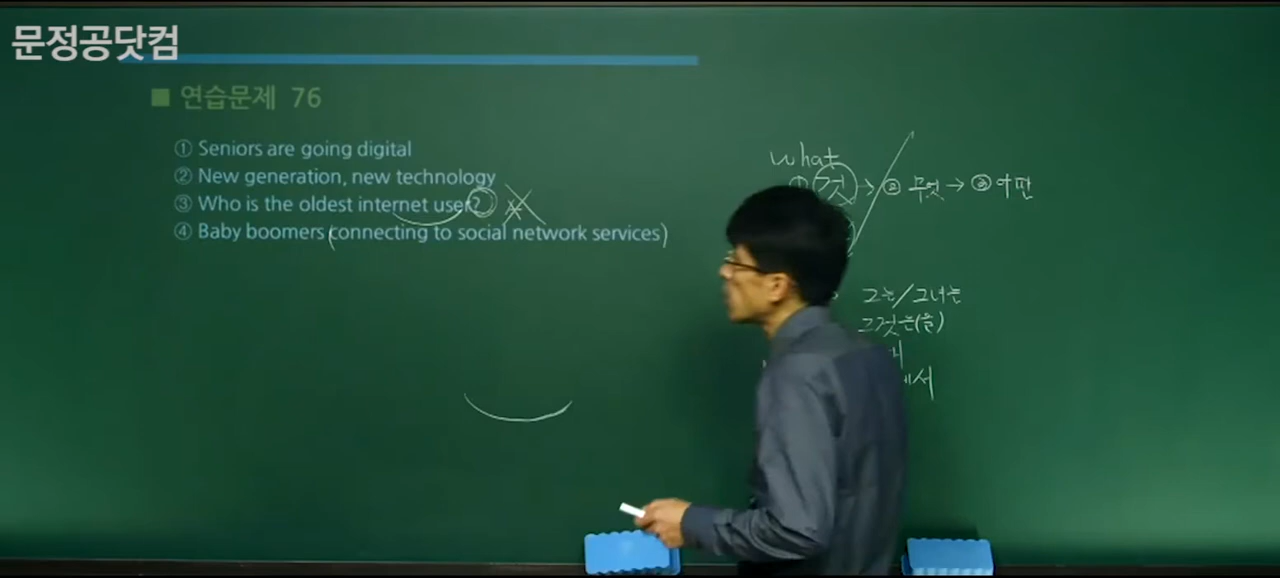 문정공닷컴
■ 연습문제 76
① Seniors are going digital
② New generation, new technology
③ Who is the oldest internet user?
④ Baby boomers (connecting to social network services)
what
① 것 → ② 무엇 → ③ 어떤
그는/그녀는
그것은(을)
에서